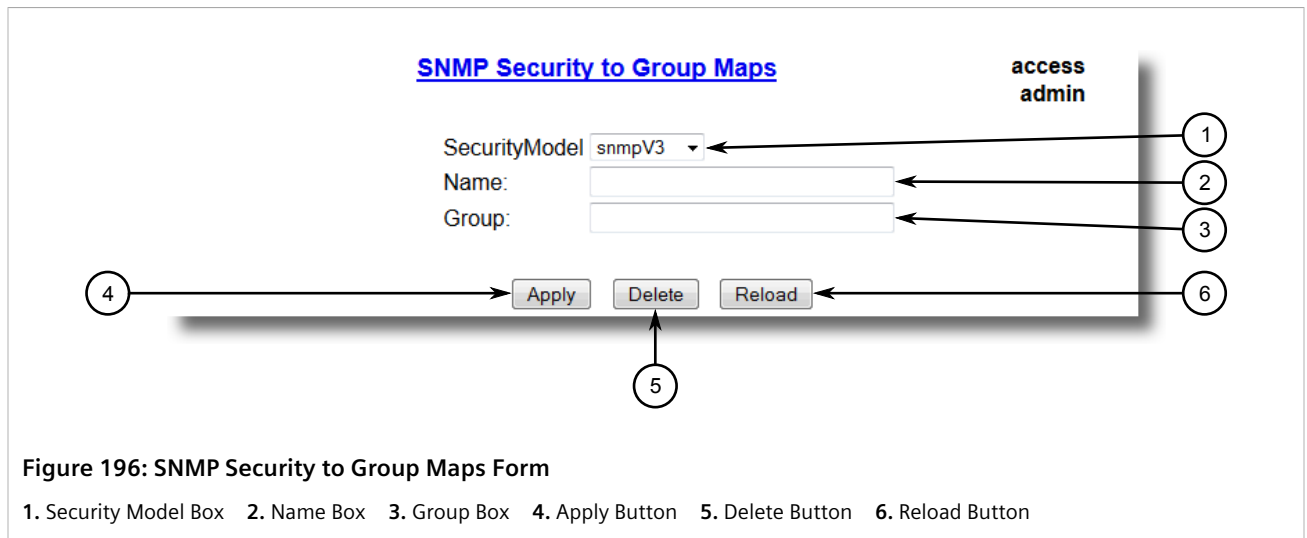 SNMP Security to Group Maps
access
admin
SecurityModel snmpV3
1
Name:
2
Group:
3
4
Apply Delete Reload
6
5
Figure 196: SNMP Security to Group Maps Form
1. Security Model Box 2. Name Box 3. Group Box 4. Apply Button 5. Delete Button 6. Reload Button